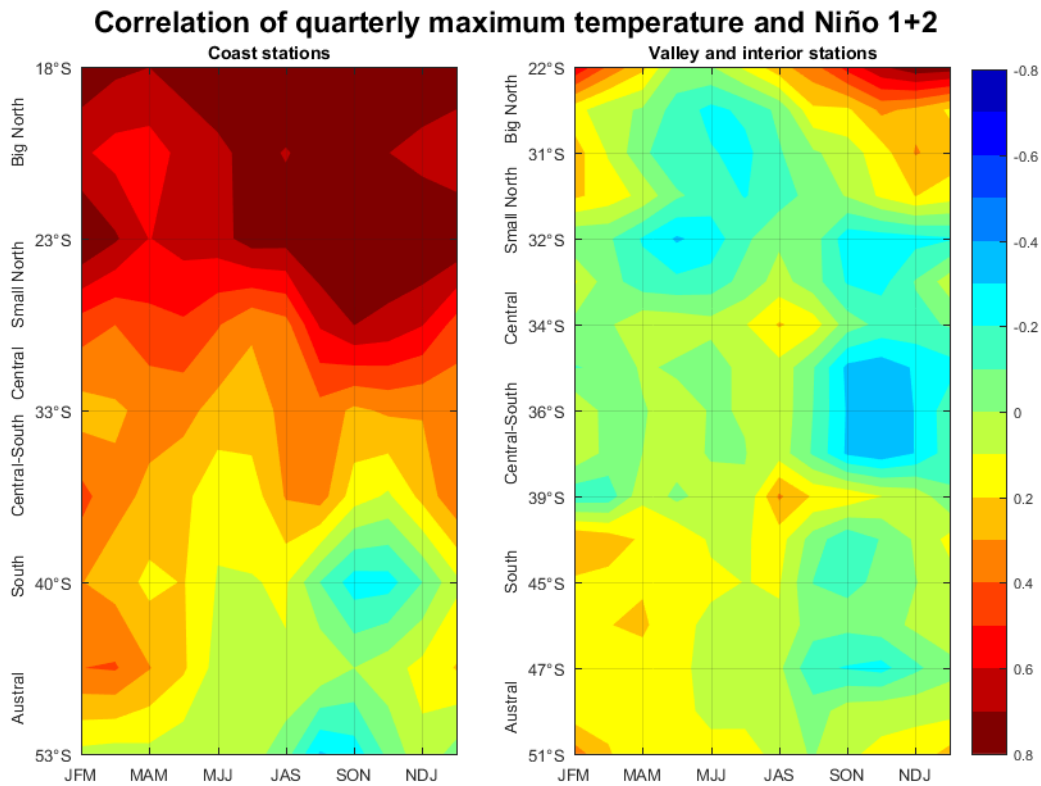 Correlation of quarterly maximum temperature and Niño 1+2
Coast stations
18°S
23°S
33°S
40°S
53°S
Big North
Small North
Central
Central-South
South
Austral
JFM MAM MJJ JAS SON NDJ
Valley and interior stations
22°S
31°S
32°S
34°S
36°S
39°S
45°S
47°S
51°S
Big North
Small North
Central
Central-South
South
Austral
JFM MAM MJJ JAS SON NDJ
-0.8
-0.6
-0.4
-0.2
0
0.2
0.4
0.6
0.8